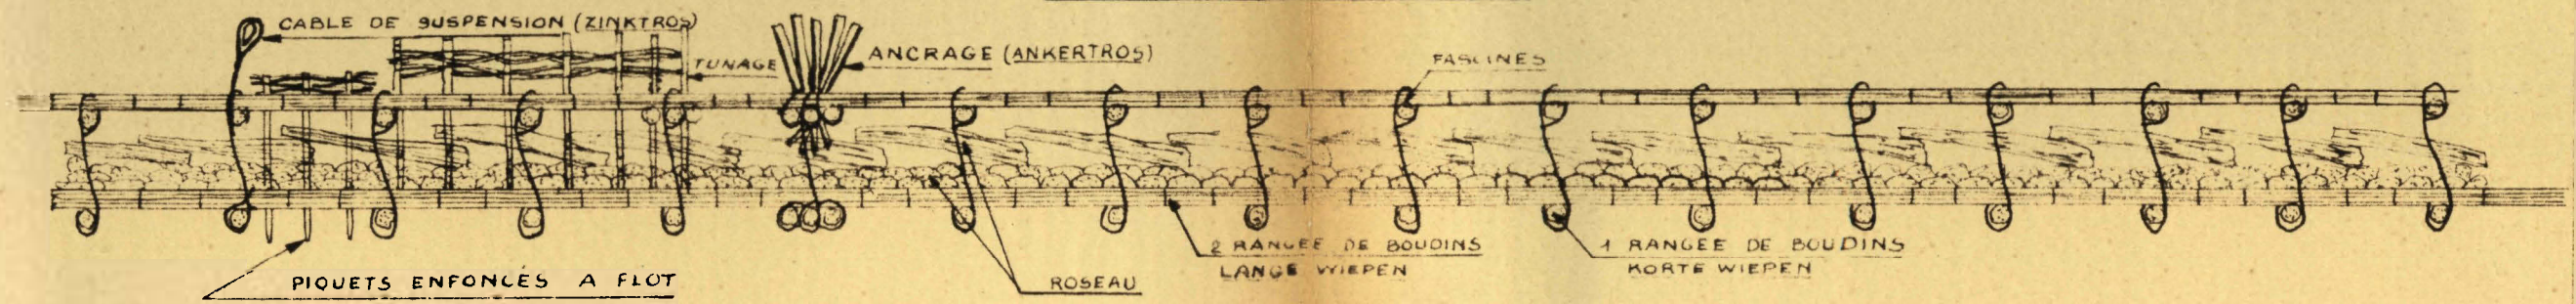 CABLE DE SUSPENSION (ZINKTROS)
TUNAGE
ANCRAGE (ANKERTROS)
FASCINES
2 RANGEE DE BOUDINS
LANGE WIEPEN
1 RANGEE DE BOUDINS
KORTE WIEPEN
PIQUETS ENFONCES A FLOT
ROSEAU